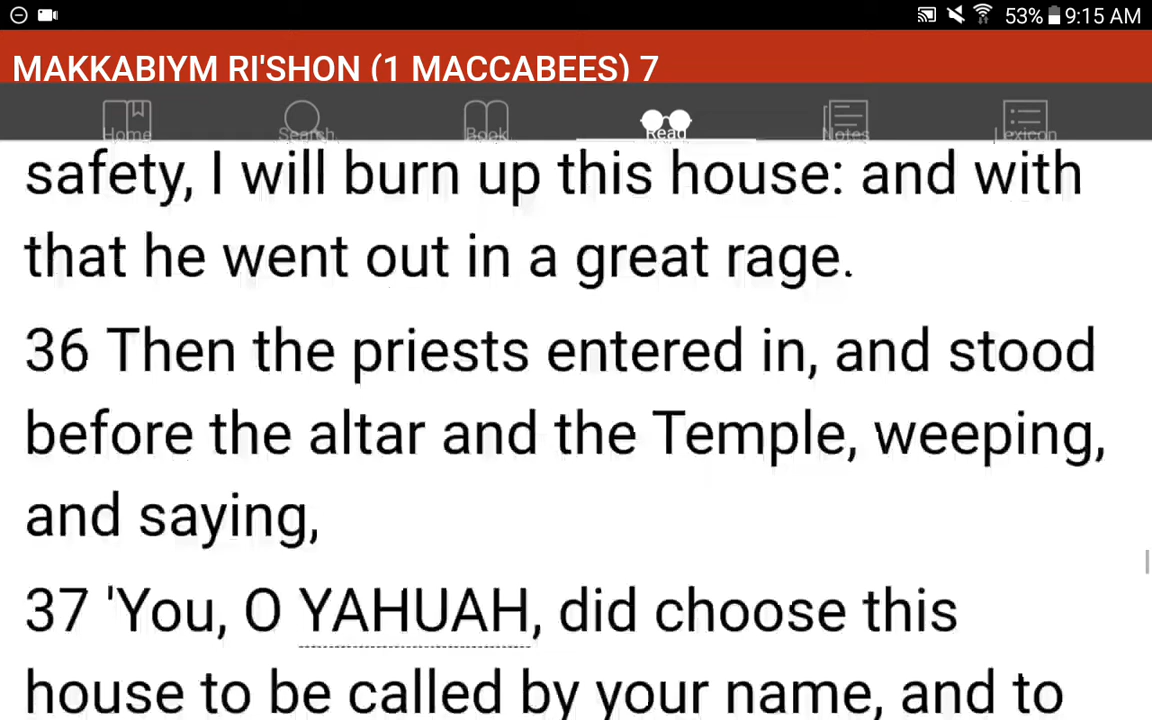 53% 9:15 AM
MAKKABIYM RI'SHON (1 MACCABEES) 7
Home Search Book Read Notes Lexicon
safety, I will burn up this house: and with
that he went out in a great rage.
36 Then the priests entered in, and stood
before the altar and the Temple, weeping,
and saying,
37 'You, O YAHUAH, did choose this
house to be called by your name, and to